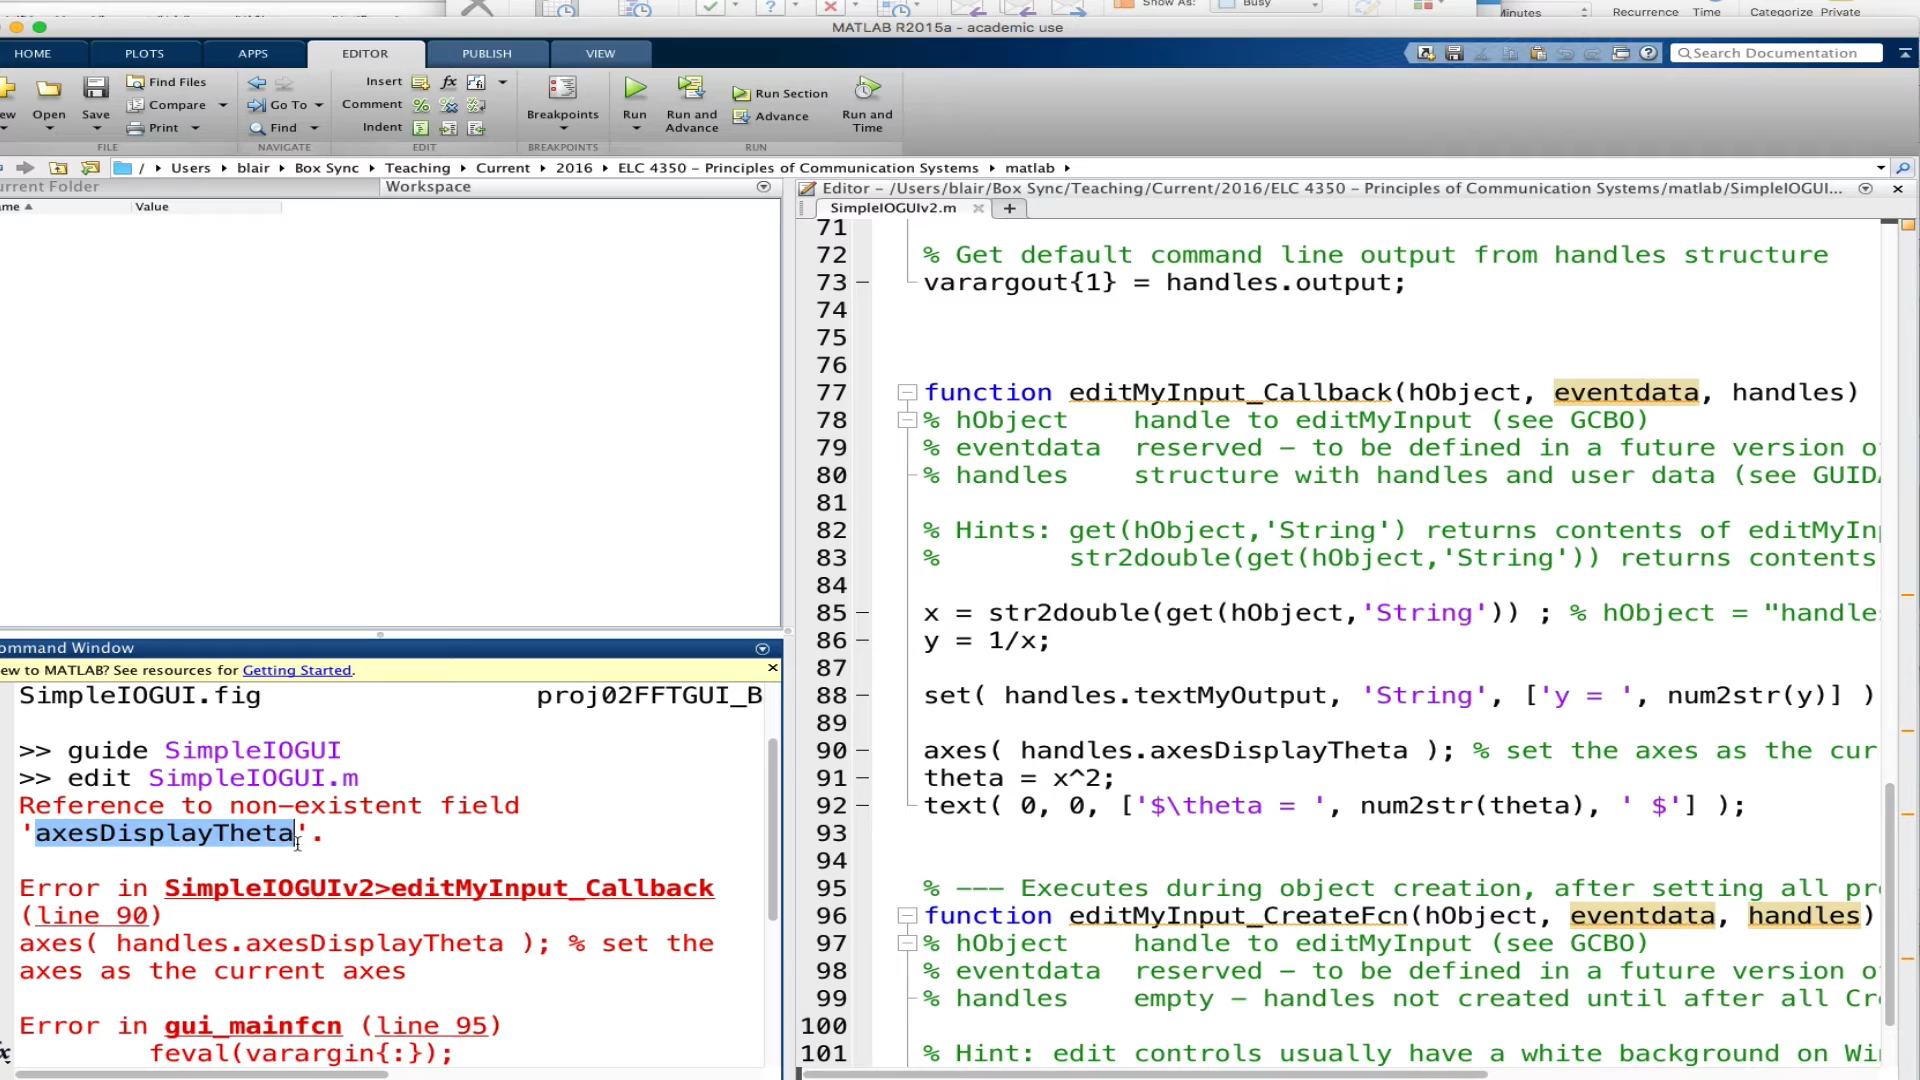 Show As:
Busy
Minutes
Recurrence
Time
Categorize
Private
MATLAB R2015a - academic use
HOME
PLOTS
APPS
EDITOR
PUBLISH
VIEW
Search Documentation
Open
Save
Find Files
Compare
Print
Go To
Find
Insert
fx
Comment
Indent
Breakpoints
Run
Run and Advance
Run Section
Advance
Run and Time
FILE
NAVIGATE
EDIT
BREAKPOINTS
RUN
/ Users Box Sync Teaching Current 2016 ELC 4350 – Principles of Communication Systems matlab
Workspace
Value
Editor – /Users/blair/Box Sync/Teaching/Current/2016/ELC 4350 – Principles of Communication Systems/matlab/SimpleIOGUI...
SimpleIOGUIv2.m
71
72 % Get default command line output from handles structure
73 varargout{1} = handles.output;
74
75
76
77 function editMyInput_Callback(hObject, eventdata, handles)
78 % hObject    handle to editMyInput (see GCBO)
79 % eventdata  reserved – to be defined in a future version o
80 % handles    structure with handles and user data (see GUID
81
82 % Hints: get(hObject,'String') returns contents of editMyIn
83 %        str2double(get(hObject,'String')) returns contents
84
85 x = str2double(get(hObject,'String')) ; % hObject = "handle
86 y = 1/x;
87
88 set( handles.textMyOutput, 'String', ['y = ', num2str(y)] )
89
90 axes( handles.axesDisplayTheta ); % set the axes as the cur
91 theta = x^2;
92 text( 0, 0, ['$\theta = ', num2str(theta), ' $'] );
93
94
95 % ––– Executes during object creation, after setting all pr
96 function editMyInput_CreateFcn(hObject, eventdata, handles)
97 % hObject    handle to editMyInput (see GCBO)
98 % eventdata  reserved – to be defined in a future version o
99 % handles    empty – handles not created until after all Cr
100
101 % Hint: edit controls usually have a white background on Wi
ommand Window
ew to MATLAB? See resources for Getting Started.
SimpleIOGUI.fig proj02FFTGUI_B
>> guide SimpleIOGUI
>> edit SimpleIOGUI.m
Reference to non–existent field
'axesDisplayTheta'.
Error in SimpleIOGUIv2>editMyInput_Callback
(line 90)
axes( handles.axesDisplayTheta ); % set the
axes as the current axes
Error in gui_mainfcn (line 95)
feval(varargin{:});